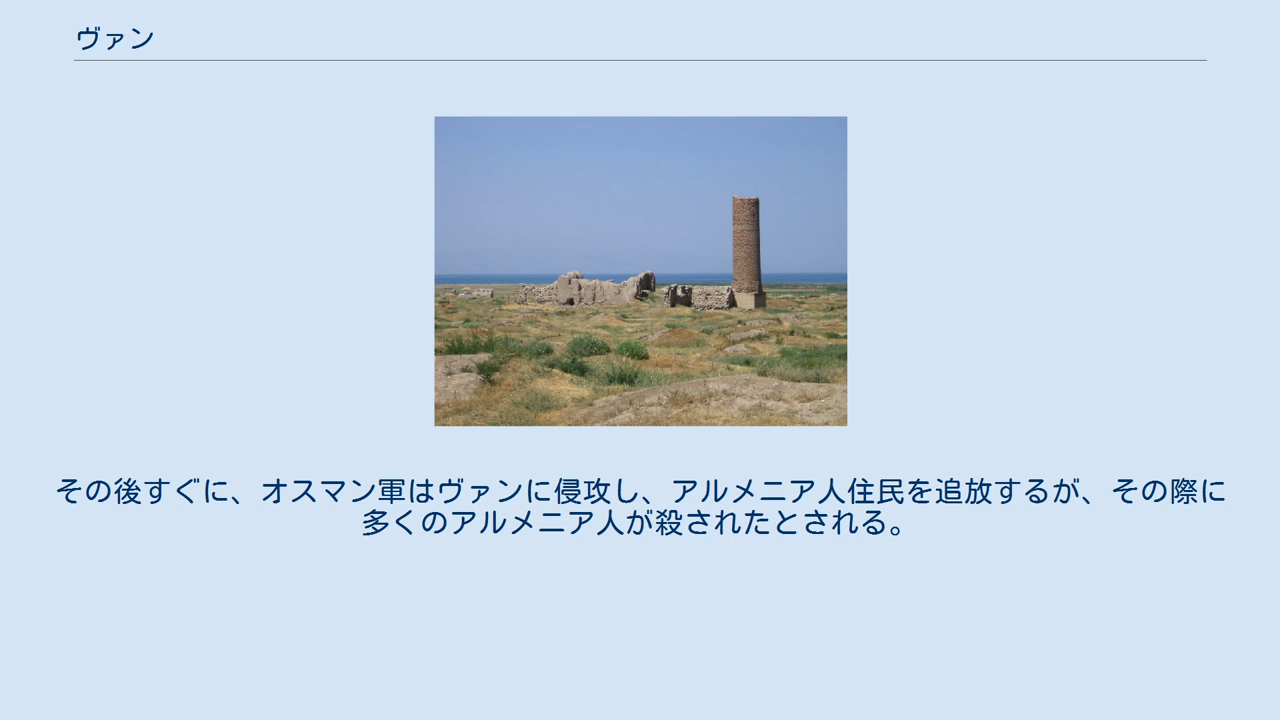 ヴァン
その後すぐに、オスマン軍はヴァンに侵攻し、アルメニア人住民を追放するが、その際に
多くのアルメニア人が殺されたとされる。